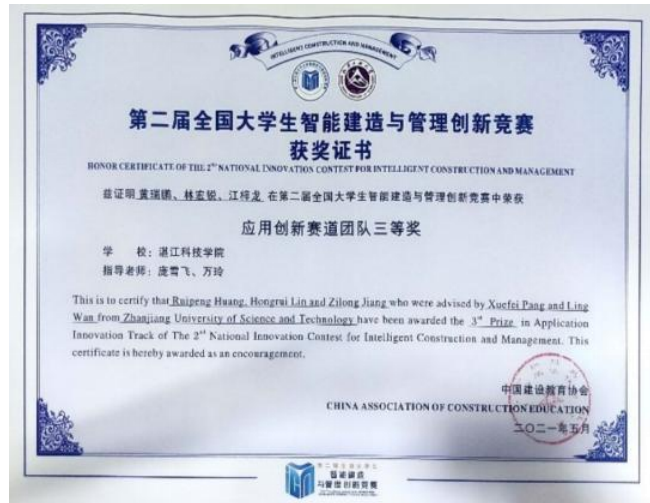 INTELLIGENT CONSTRUCTION AND MANAGEMENT
第二届全国大学生智能建造与管理创新竞赛
获奖证书
HONOR CERTIFICATE OF THE 2ND NATIONAL INNOVATION CONTEST FOR INTELLIGENT CONSTRUCTION AND MANAGEMENT
兹证明 黄瑞鹏、林宏锐、江梓龙 在第二届全国大学生智能建造与管理创新竞赛中荣获
应用创新赛道团队三等奖
学 校：湛江科技学院
指导老师：庞雪飞、万玲
This is to certify that Ruipeng Huang, Hongrui Lin and Zilong Jiang who were advised by Xuefei Pang and Ling
Wan from Zhanjiang University of Science and Technology have been awarded the 3rd Prize in Application
Innovation Track of The 2nd National Innovation Contest for Intelligent Construction and Management. This
certificate is hereby awarded as an encouragement.
中国建设教育协会
CHINA ASSOCIATION OF CONSTRUCTION EDUCATION
二〇二一年五月
第二届全国大学生
智能建造
与管理创新竞赛